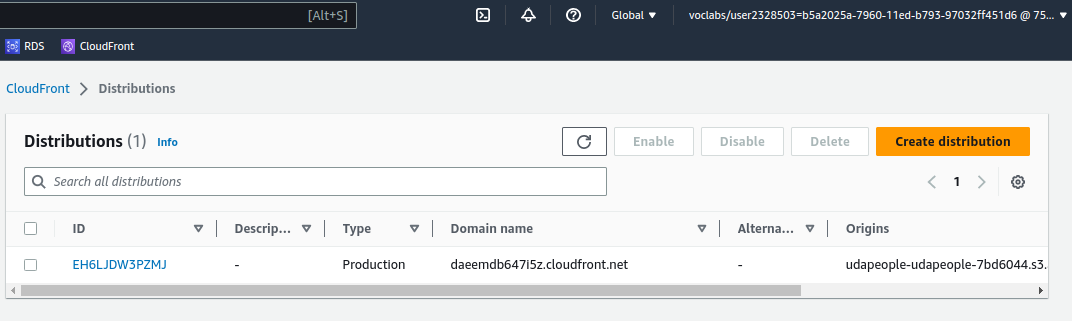 [Alt+S]
Global
voclabs/user2328503=b5a2025a-7960-11ed-b793-97032ff451d6 @ 75...
RDS
CloudFront
CloudFront > Distributions
Distributions (1) Info
Enable
Disable
Delete
Create distribution
Search all distributions
1
ID
Descrip...
Type
Domain name
Alterna...
Origins
EH6LJDW3PZMJ
-
Production
daeemdb647i5z.cloudfront.net
-
udapeople-udapeople-7bd6044.s3.